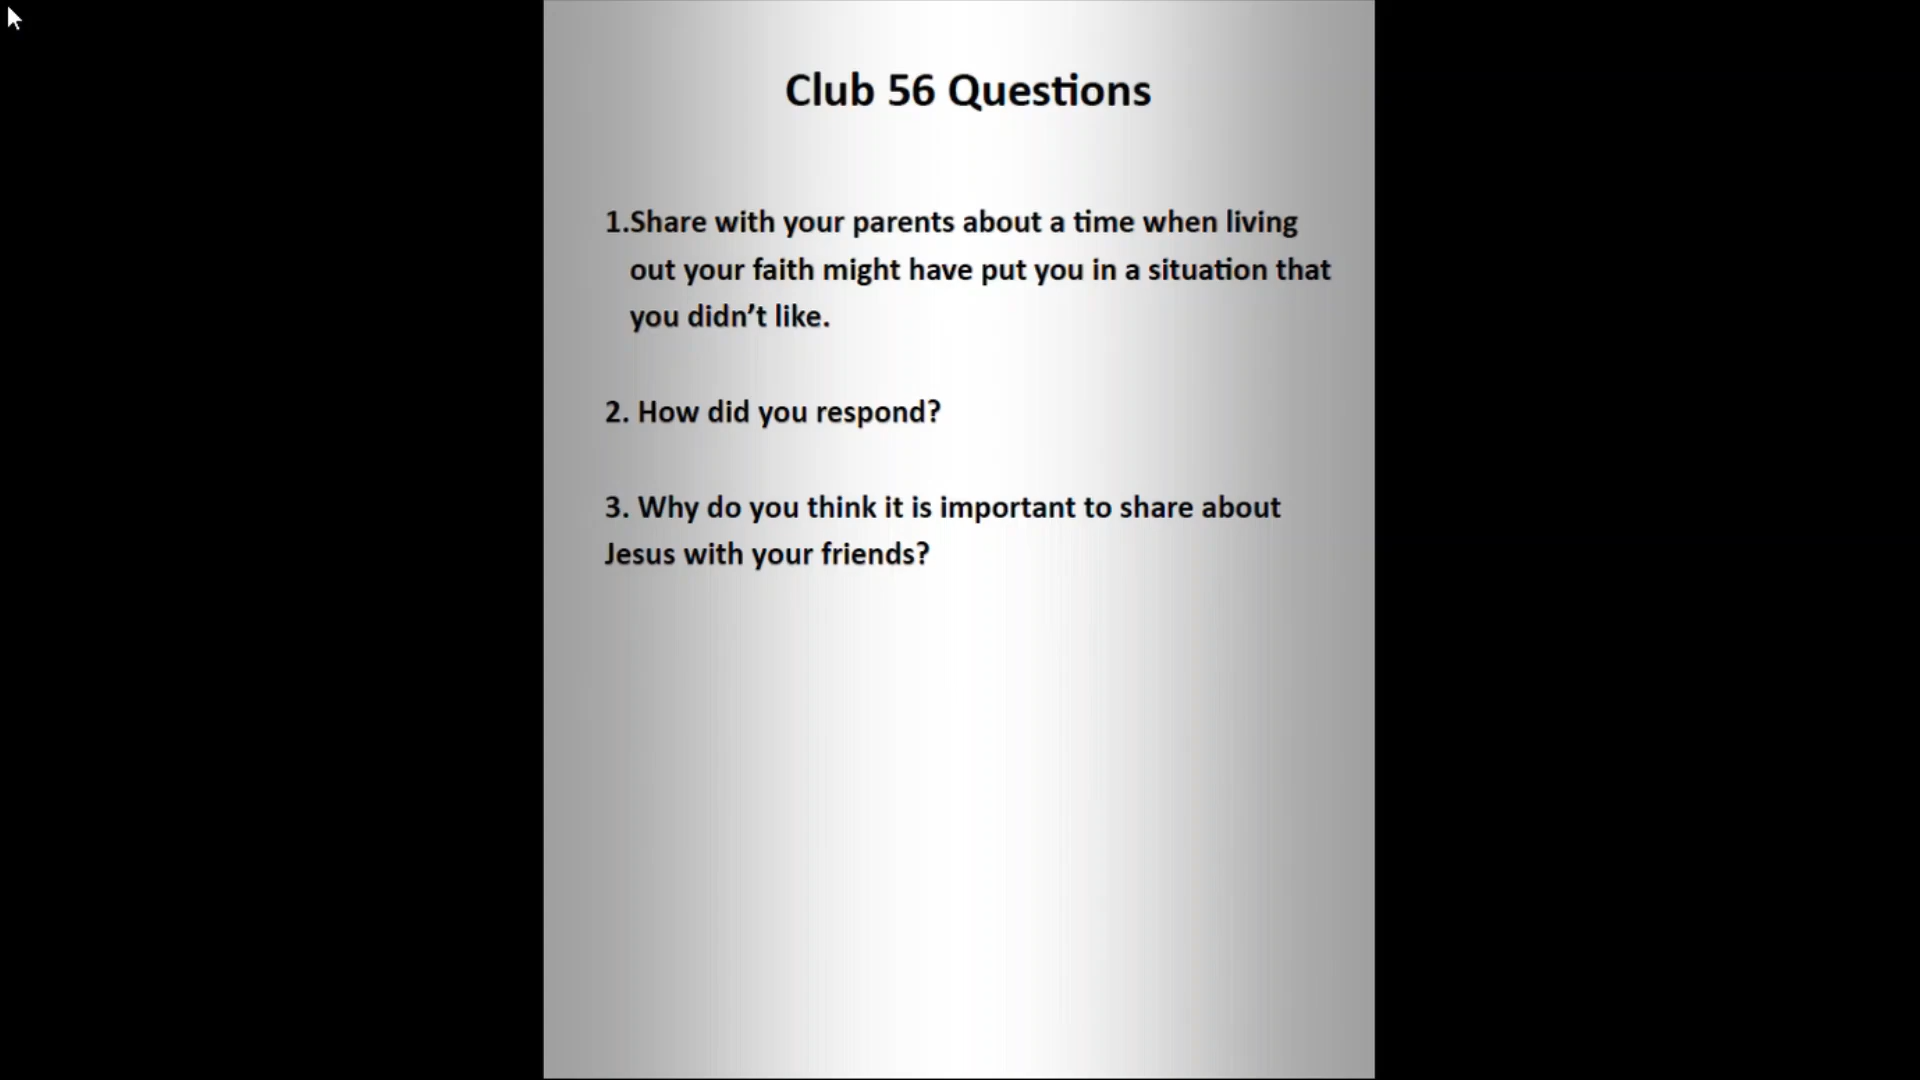 Club 56 Questions
1.Share with your parents about a time when living
out your faith might have put you in a situation that
you didn’t like.
2. How did you respond?
3. Why do you think it is important to share about
Jesus with your friends?